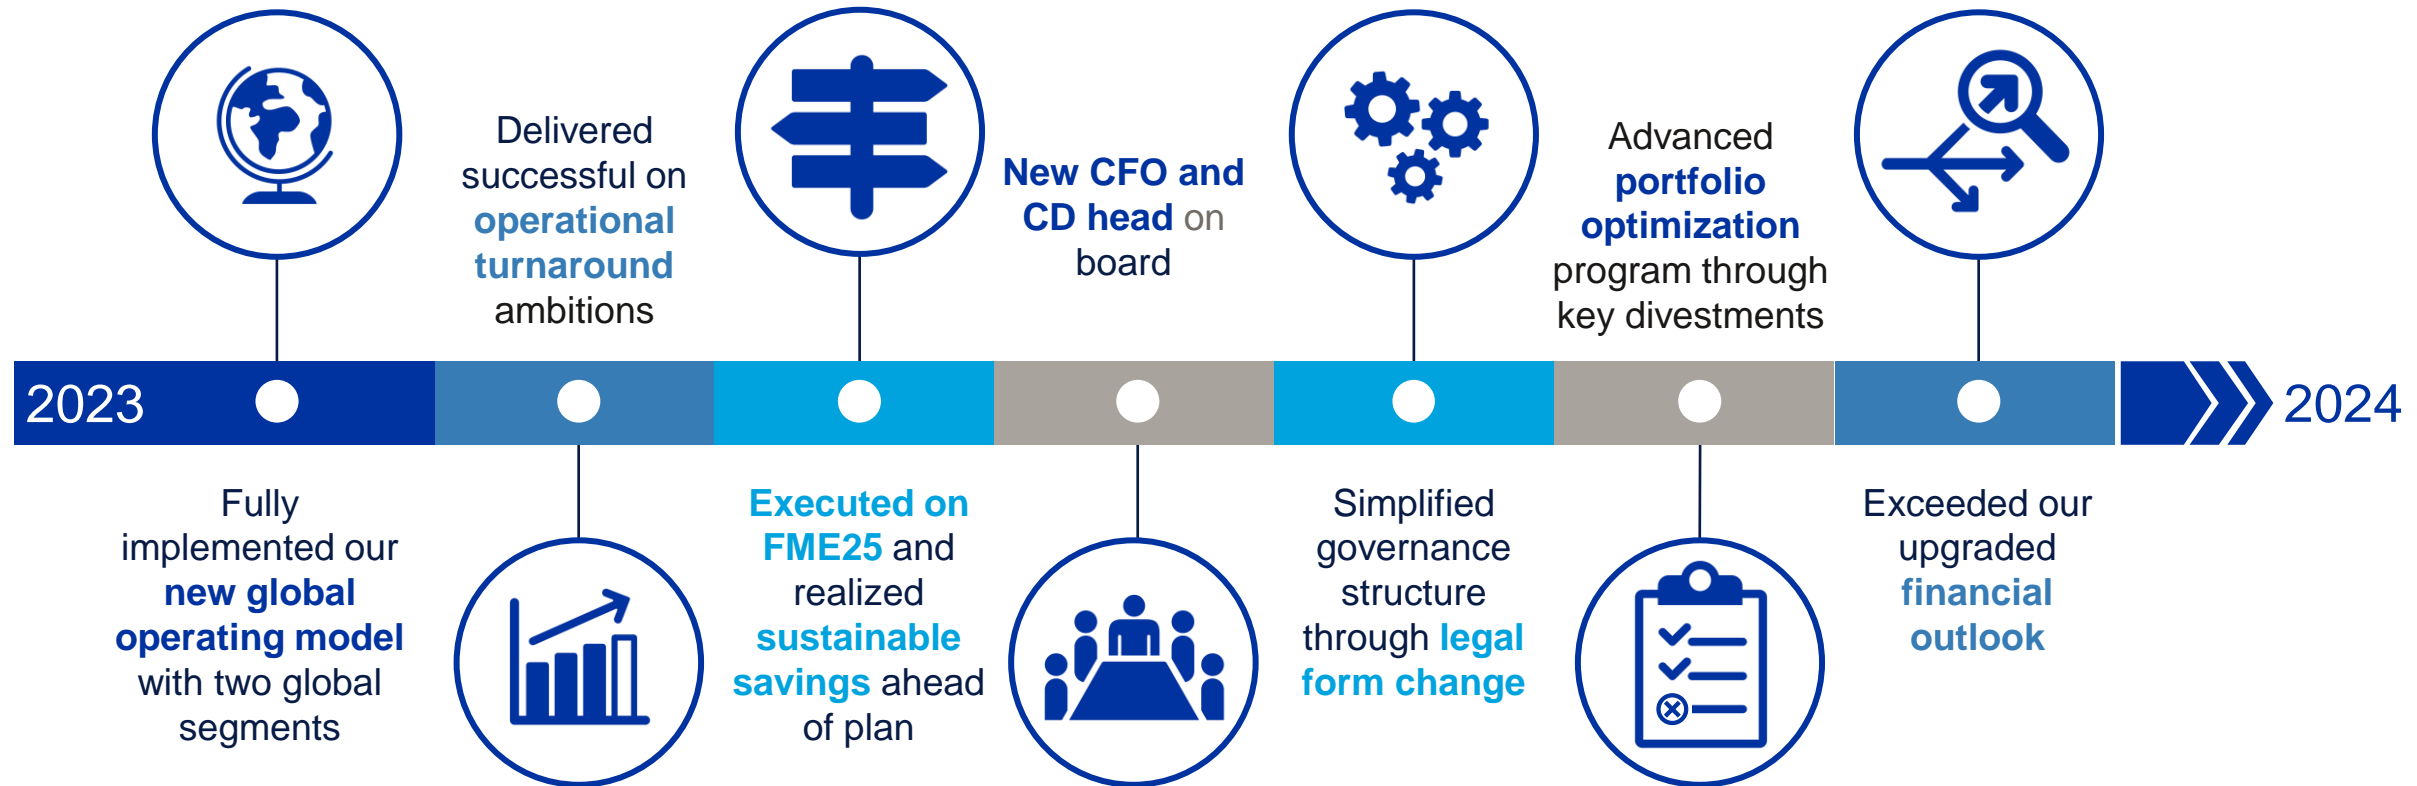 2023
Fully
implemented our
new global
operating model
with two global
segments
Delivered
successful on
operational
turnaround
ambitions
Executed on
FME25 and
realized
sustainable
savings ahead
of plan
New CFO and
CD head on
board
Simplified
governance
structure
through legal
form change
Advanced
portfolio
optimization
program through
key divestments
Exceeded our
upgraded
financial
outlook
2024